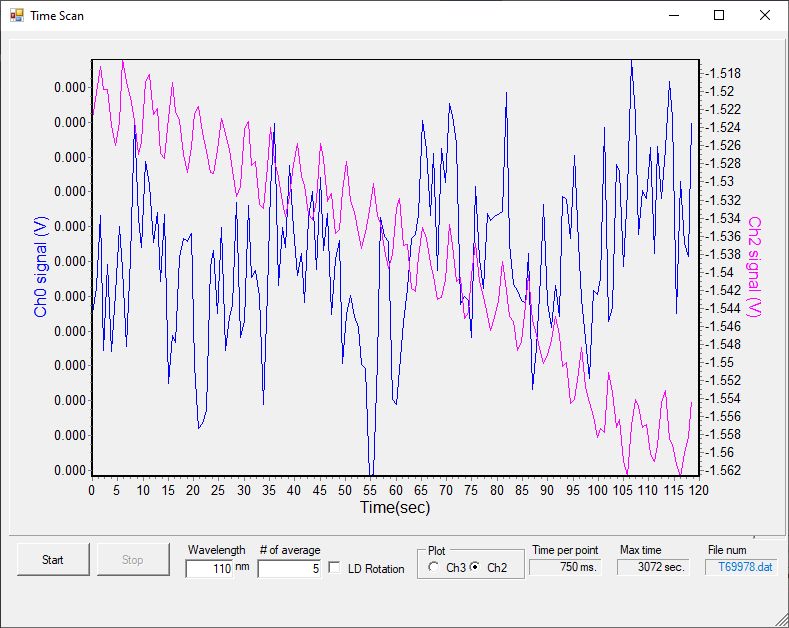 Time Scan
0.000
0.000
0.000
0.000
0.000
0.000
0.000
0.000
0.000
0.000
0.000
0.000
Ch0 signal (V)
-1.518
-1.52
-1.522
-1.524
-1.526
-1.528
-1.53
-1.532
-1.534
-1.536
-1.538
-1.54
-1.542
-1.544
-1.546
-1.548
-1.55
-1.552
-1.554
-1.556
-1.558
-1.56
-1.562
Ch2 signal (V)
0 5 10 15 20 25 30 35 40 45 50 55 60 65 70 75 80 85 90 95 100 105 110 115 120
Time(sec)
Start
Stop
Wavelength
110 nm
# of average
5
LD Rotation
Plot
Ch3 Ch2
Time per point
750 ms.
Max time
3072 sec.
File num
T69978.dat